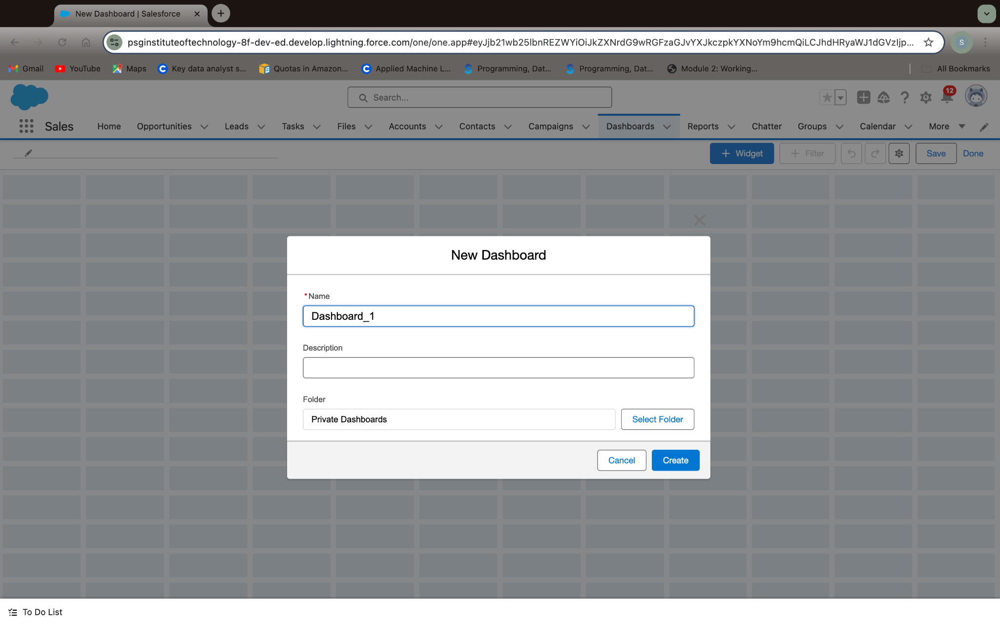 New Dashboard | Salesforce
psginstituteoftechnology-8f-dev-ed.develop.lightning.force.com/one/one.app#eyJjb21wb25lbnREZWYiOiJkZXNrdG9wRGFzaGJvYXJkczpkYXNoYm9hcmQiLCJhdHRyaWJ1dGVzIjp...
S
Gmail YouTube Maps Key data analyst s... Quotas in Amazon... Applied Machine L... Programming, Dat... Programming, Dat... Module 2: Working... All Bookmarks
Search...
12
Sales Home Opportunities Leads Tasks Files Accounts Contacts Campaigns Dashboards Reports Chatter Groups Calendar More
Widget Filter Save Done
New Dashboard
*Name
Dashboard_1
Description
Folder
Private Dashboards Select Folder
Cancel Create
To Do List